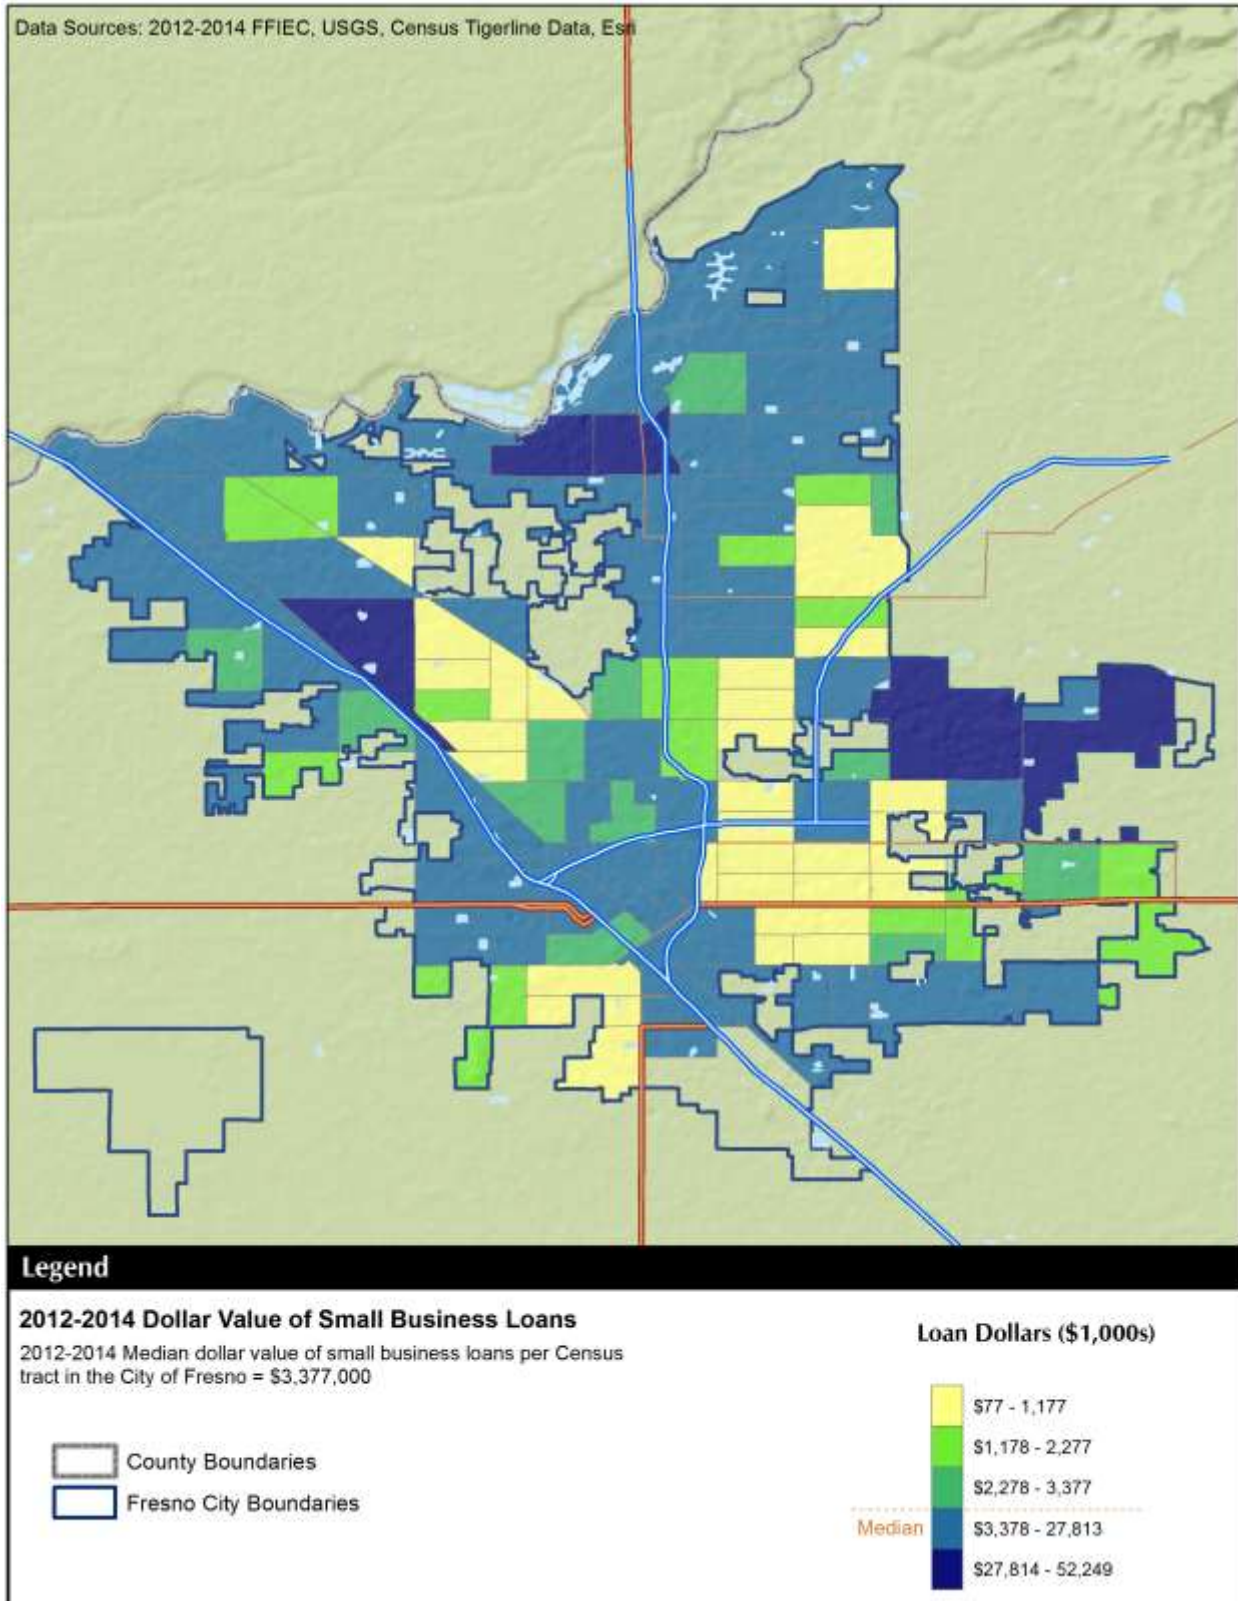 Data Sources: 2012-2014 FFIEC, USGS, Census Tigerline Data, Esri
Legend
2012-2014 Dollar Value of Small Business Loans
2012-2014 Median dollar value of small business loans per Census
tract in the City of Fresno = $3,377,000
County Boundaries
Fresno City Boundaries
Loan Dollars ($1,000s)
$77 - 1,177
$1,178 - 2,277
$2,278 - 3,377
Median
$3,378 - 27,813
$27,814 - 52,249